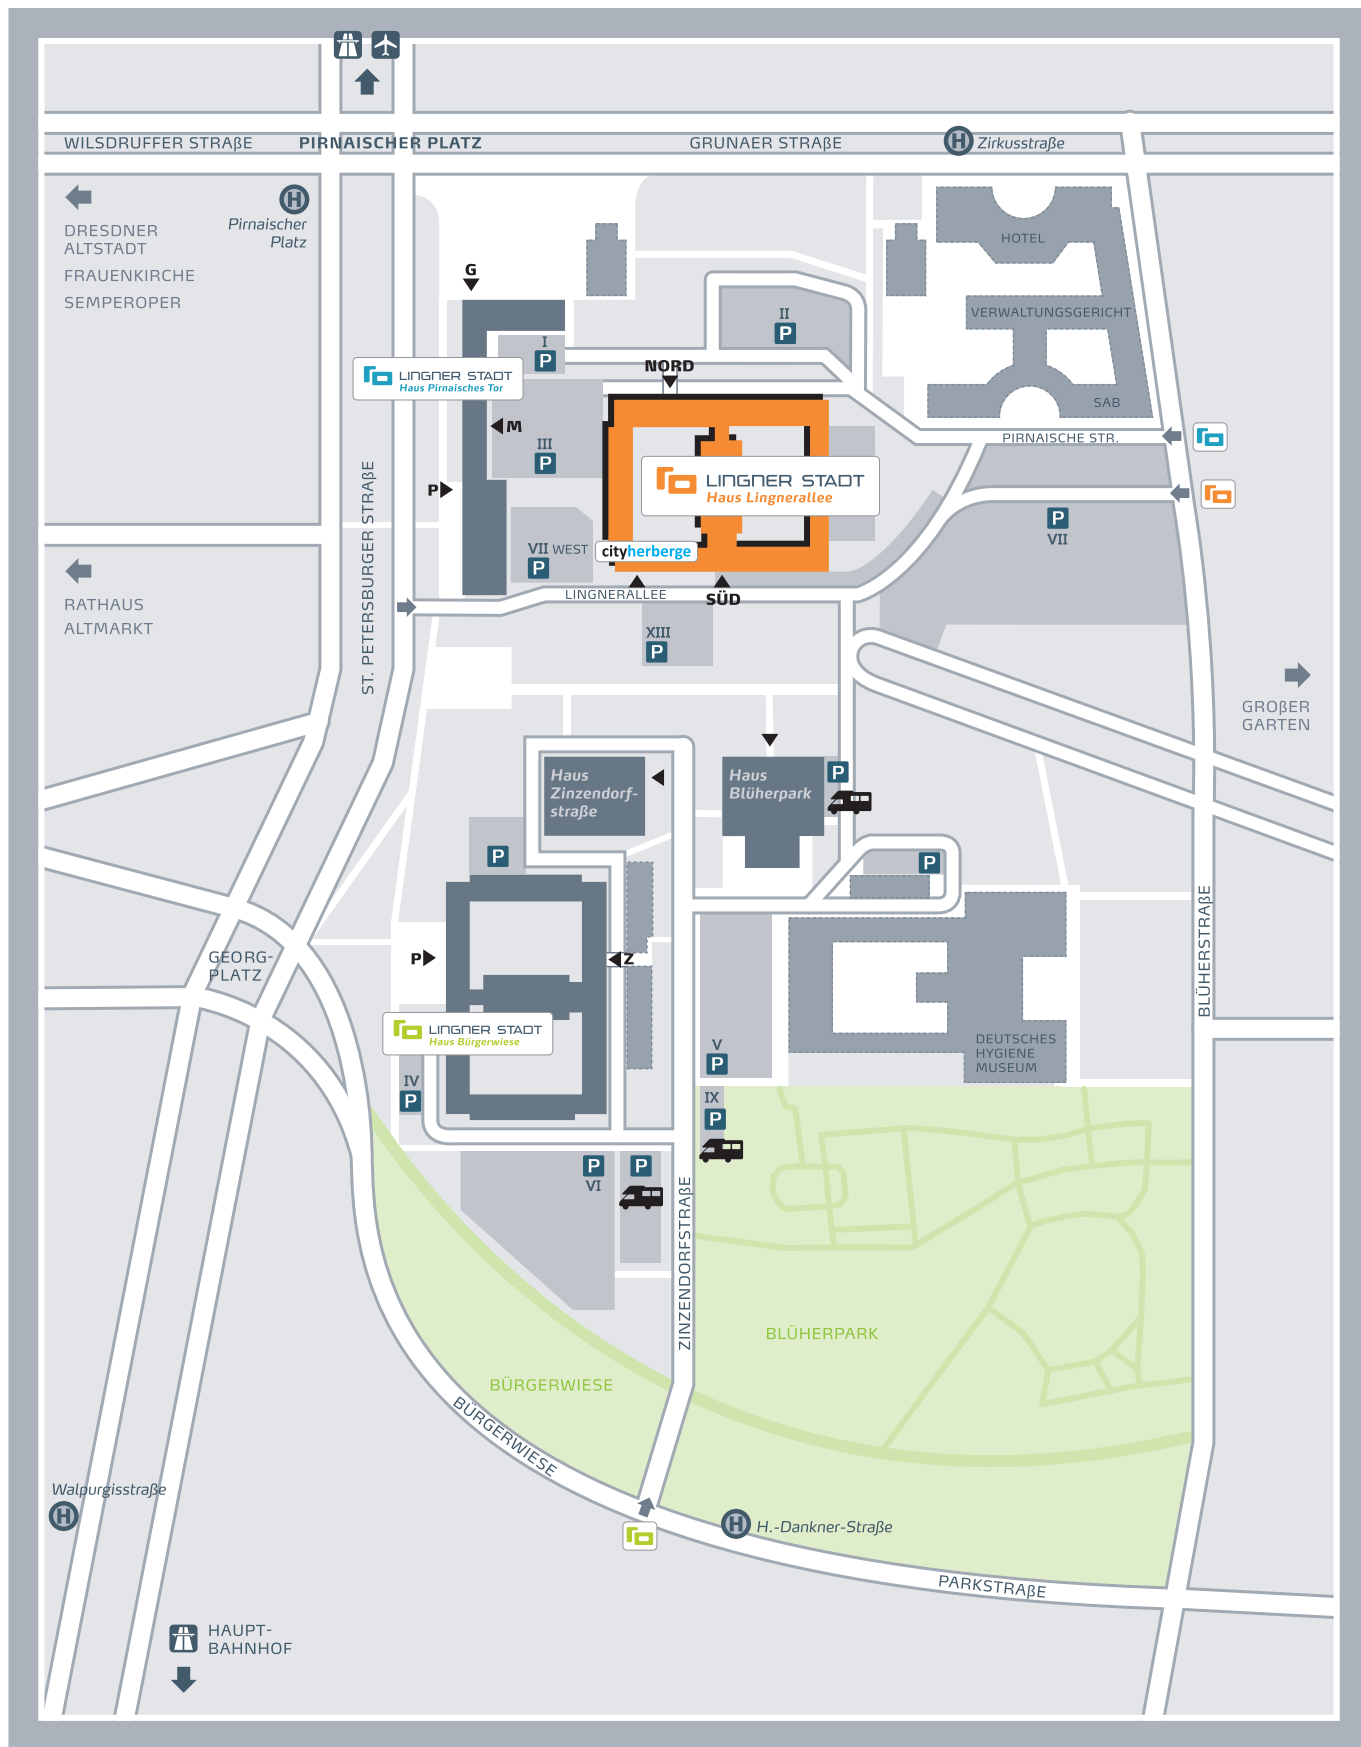 WILSDRUFFER STRAßE
PIRNAISCHER PLATZ
GRUNAER STRAßE
H
Zirkusstraße
H
Pirnaischer
Platz
DRESDNER
ALTSTADT
FRAUENKIRCHE
SEMPEROPER
HOTEL
VERWALTUNGSGERICHT
SAB
G
I
P
II
P
NORD
LINGNER STADT
Haus Pirnaisches Tor
M
III
P
PIRNAISCHE STR.
LINGNER STADT
Haus Lingnerallee
P
P
VII
VII WEST
P
cityherberge
LINGNERALLEE
SÜD
ST. PETERSBURGER STRAßE
RATHAUS
ALTMARKT
XIII
P
GROßER
GARTEN
Haus
Zinzendorf-
straße
Haus
Blüherpark
P
P
P
BLÜHERSTRAßE
GEORG-
PLATZ
P
Z
LINGNER STADT
Haus Bürgerwiese
V
P
DEUTSCHES
HYGIENE
MUSEUM
IV
P
IX
P
P
VI
P
ZINZENDORFSTRAßE
BLÜHERPARK
BÜRGERWIESE
BÜRGERWIESE
Walpurgisstraße
H
H
H.-Dankner-Straße
PARKSTRAßE
HAUPT-
BAHNHOF